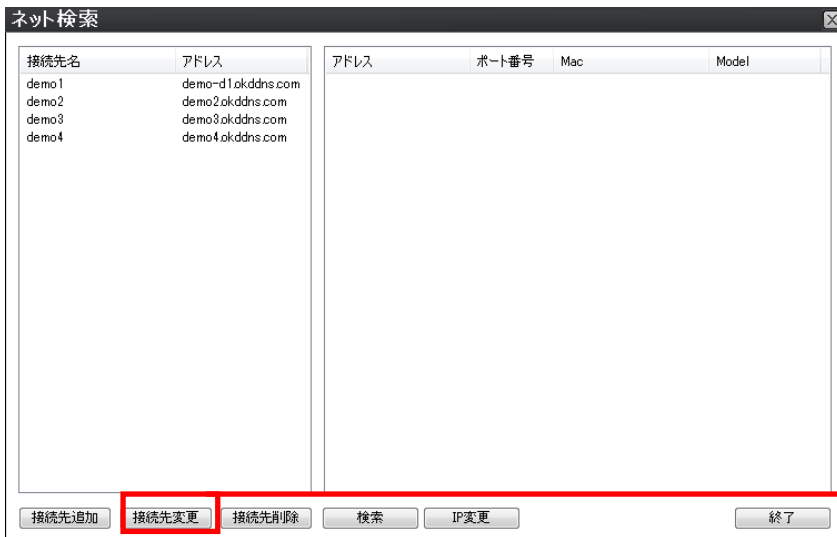 ネット検索
接続先名 アドレス アドレス ポート番号 Mac Model
demo1 demo-d1.okddns.com
demo2 demo2.okddns.com
demo3 demo3.okddns.com
demo4 demo4.okddns.com
接続先追加 接続先変更 接続先削除 検索 IP変更 終了